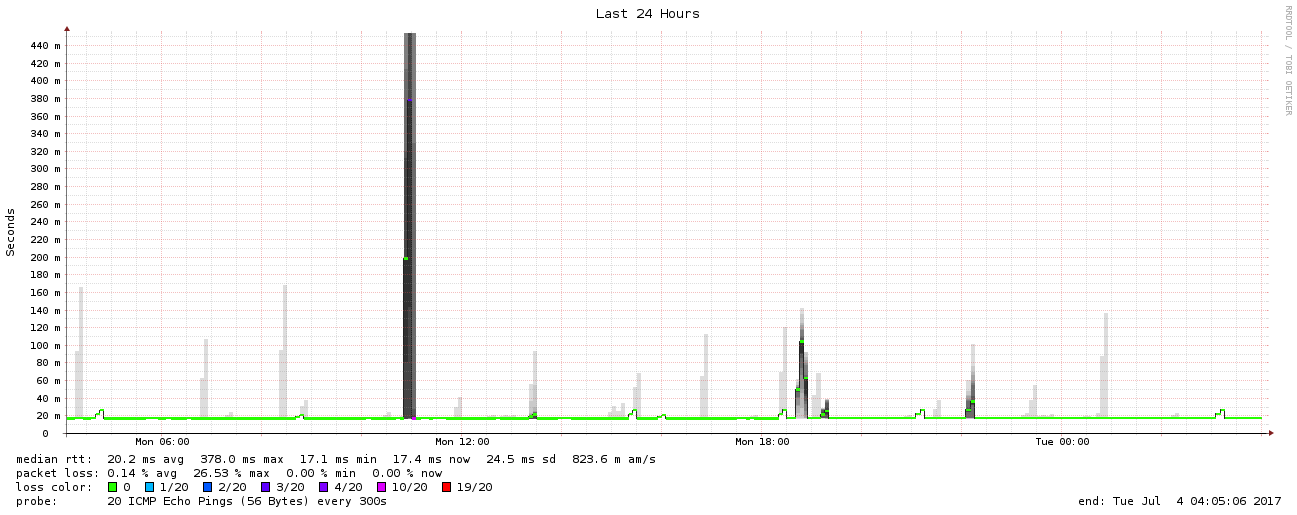 Last 24 Hours
RRDTOOL / TOBI OETIKER
Seconds
440 m
420 m
400 m
380 m
360 m
340 m
320 m
300 m
280 m
260 m
240 m
220 m
200 m
180 m
160 m
140 m
120 m
100 m
80 m
60 m
40 m
20 m
0
Mon 06:00 Mon 12:00 Mon 18:00 Tue 00:00
median rtt: 20.2 ms avg 378.0 ms max 17.1 ms min 17.4 ms now 24.5 ms sd 823.6 m am/s
packet loss: 0.14 % avg 26.53 % max 0.00 % min 0.00 % now
loss color: 0 1/20 2/20 3/20 4/20 10/20 19/20
probe: 20 ICMP Echo Pings (56 Bytes) every 300s end: Tue Jul 4 04:05:06 2017